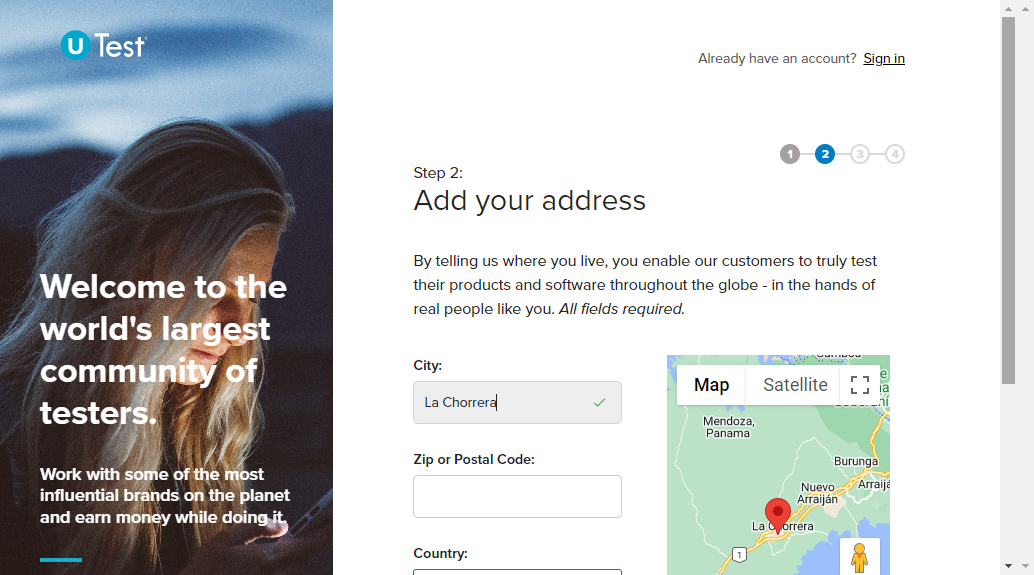 U Test
Already have an account? Sign in
1 2 3 4
Step 2:
Add your address
By telling us where you live, you enable our customers to truly test
their products and software throughout the globe - in the hands of
real people like you. All fields required.
Welcome to the
world's largest
community of
testers.
Work with some of the most
influential brands on the planet
and earn money while doing it.
City:
La Chorrera
Zip or Postal Code:
Country:
Map Satellite
Mendoza,
Panama
Burunga
Nuevo
Arraiján
La Chorrera
1